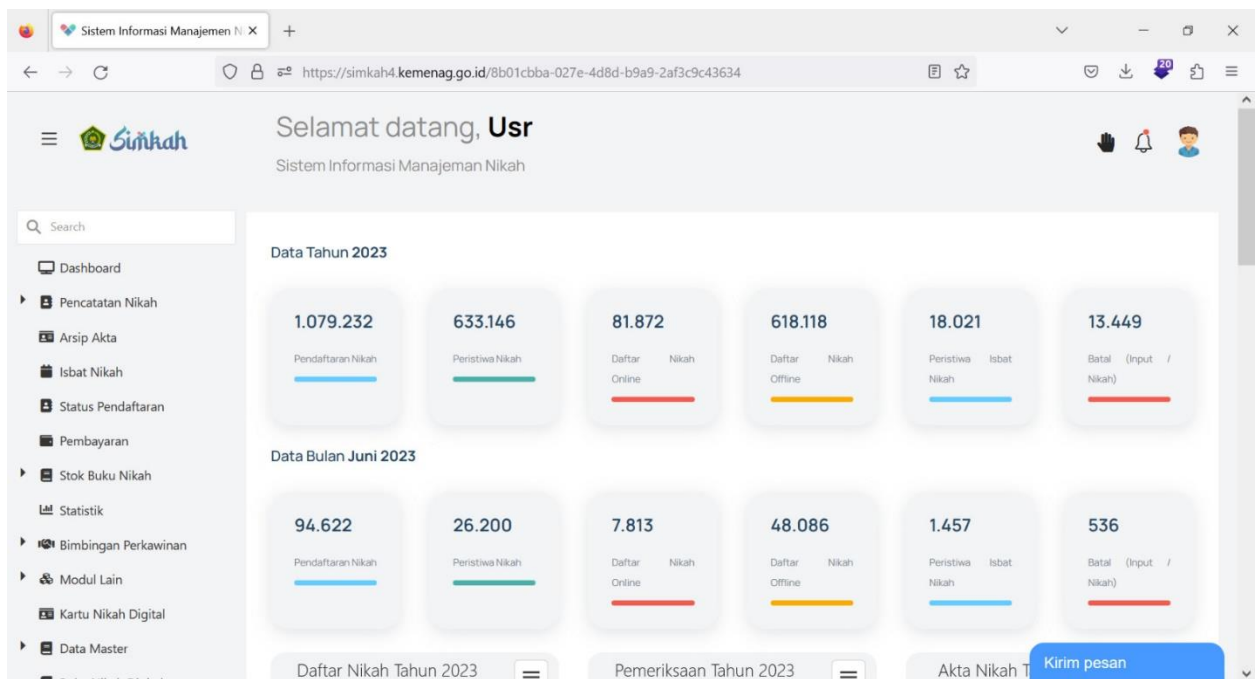 Sistem Informasi Manajemen Ni
https://simkah4.kemenag.go.id/8b01cbba-027e-4d8d-b9a9-2af3c9c43634
20
Simkah
Selamat datang, Usr
Sistem Informasi Manajeman Nikah
Search
Dashboard
Pencatatan Nikah
Arsip Akta
Isbat Nikah
Status Pendaftaran
Pembayaran
Stok Buku Nikah
Statistik
Bimbingan Perkawinan
Modul Lain
Kartu Nikah Digital
Data Master
Data Tahun 2023
1.079.232
Pendaftaran Nikah
633.146
Peristiwa Nikah
81.872
Daftar Nikah
Online
618.118
Daftar Nikah
Offline
18.021
Peristiwa Isbat
Nikah
13.449
Batal (Input /
Nikah)
Data Bulan Juni 2023
94.622
Pendaftaran Nikah
26.200
Peristiwa Nikah
7.813
Daftar Nikah
Online
48.086
Daftar Nikah
Offline
1.457
Peristiwa Isbat
Nikah
536
Batal (Input /
Nikah)
Daftar Nikah Tahun 2023
Pemeriksaan Tahun 2023
Akta Nikah T
Kirim pesan